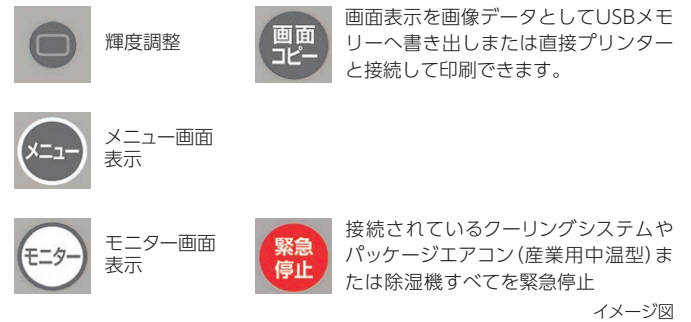 輝度調整
画面
コピー
画面表示を画像データとしてUSBメモ
リーへ書き出しまたは直接プリンター
と接続して印刷できます。
メニュー
メニュー画面
表示
モニター
モニター画面
表示
緊急
停止
接続されているクーリングシステムや
パッケージエアコン(産業用中温型)ま
たは除湿機すべてを緊急停止
イメージ図